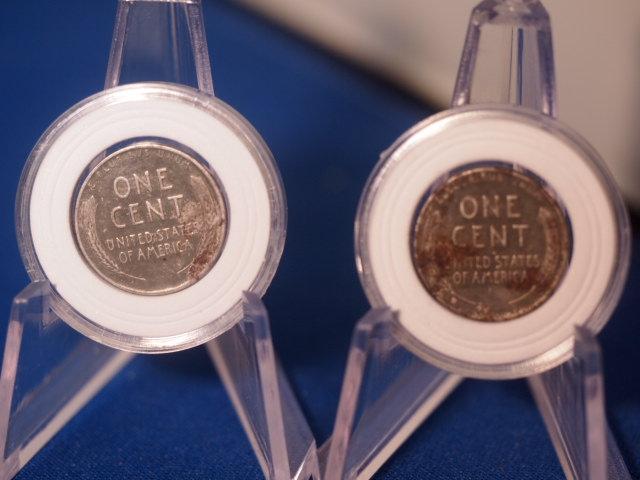 ONE
CENT
UNITED STATES
OF AMERICA
ONE
CENT
UNITED STATES
OF AMERICA